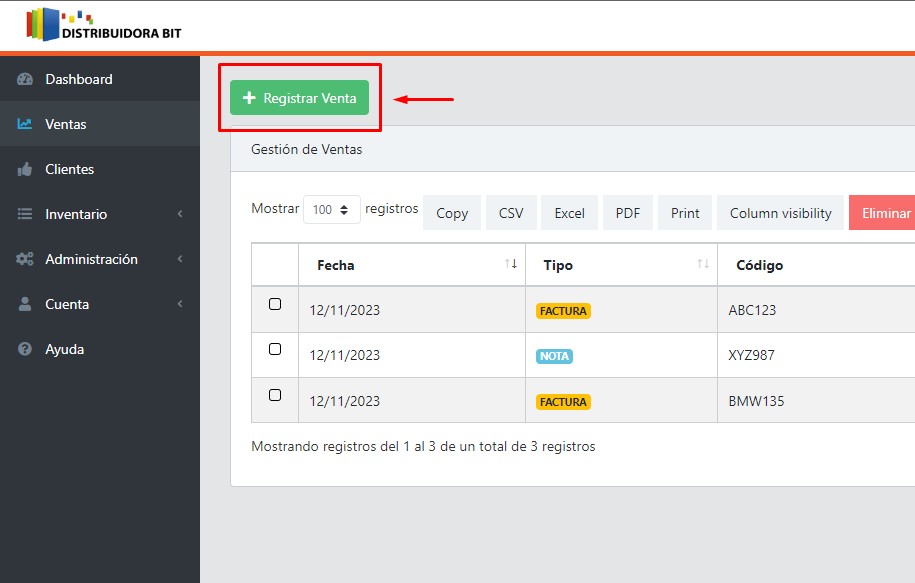 DISTRIBUIDORA BIT
Dashboard
Ventas
Clientes
Inventario
Administración
Cuenta
Ayuda
Registrar Venta
Gestión de Ventas
Mostrar 100 registros Copy CSV Excel PDF Print Column visibility Eliminar
Fecha Tipo Código
12/11/2023 FACTURA ABC123
12/11/2023 NOTA XYZ987
12/11/2023 FACTURA BMW135
Mostrando registros del 1 al 3 de un total de 3 registros